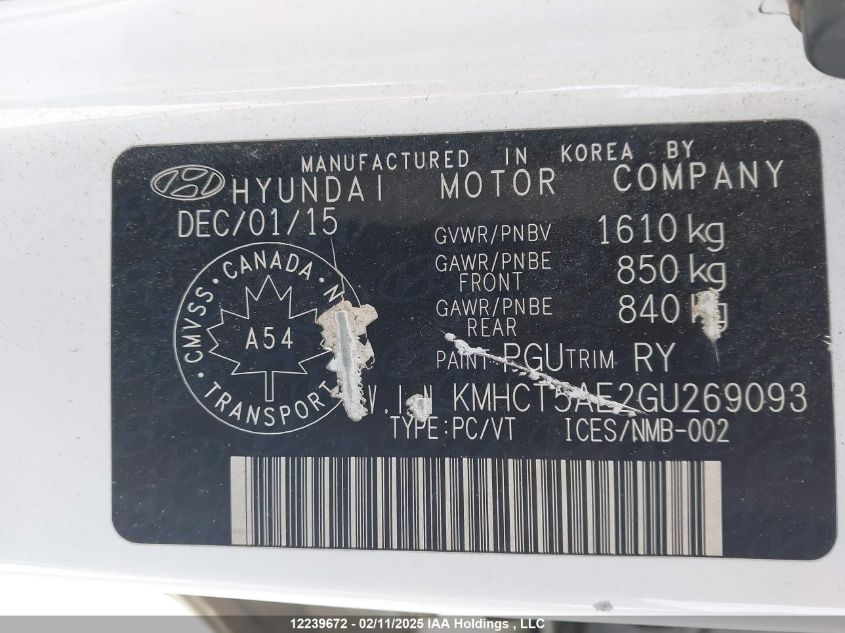 MANUFACTURED IN KOREA BY
HYUNDAI MOTOR COMPANY
DEC/01/15
GVWR/PNBV 1610 kg
GAWR/PNBE FRONT 850 kg
GAWR/PNBE REAR 840 kg
CMVSS · CANADA ·
A54
TRANSPORT
PAINT PGU TRIM RY
V.I.N KMHCT5AE2GU269093
TYPE:PC/VT ICES/NMB-002
12239672 - 02/11/2025 IAA Holdings , LLC